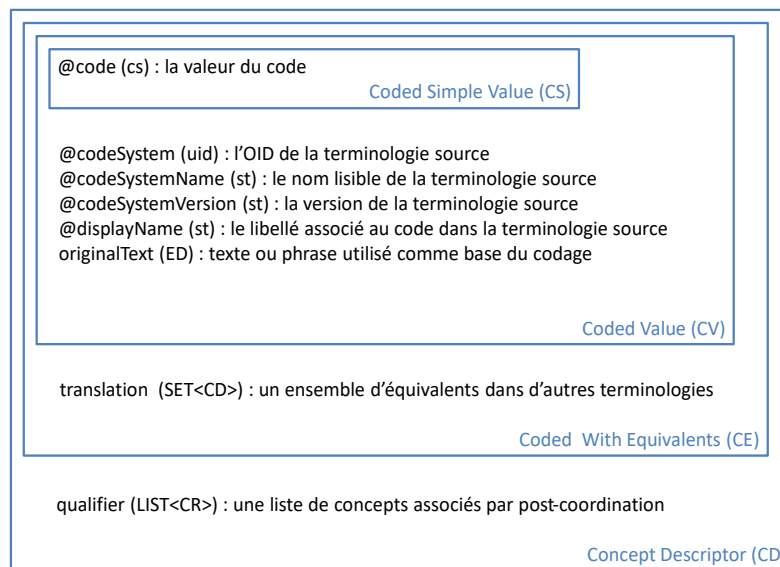 @code (cs) : la valeur du code
Coded Simple Value (CS)
@codeSystem (uid) : l’OID de la terminologie source
@codeSystemName (st) : le nom lisible de la terminologie source
@codeSystemVersion (st) : la version de la terminologie source
@displayName (st) : le libellé associé au code dans la terminologie source
originalText (ED) : texte ou phrase utilisé comme base du codage
Coded Value (CV)
translation (SET<CD>) : un ensemble d’équivalents dans d’autres terminologies
Coded With Equivalents (CE)
qualifier (LIST<CR>) : une liste de concepts associés par post-coordination
Concept Descriptor (CD